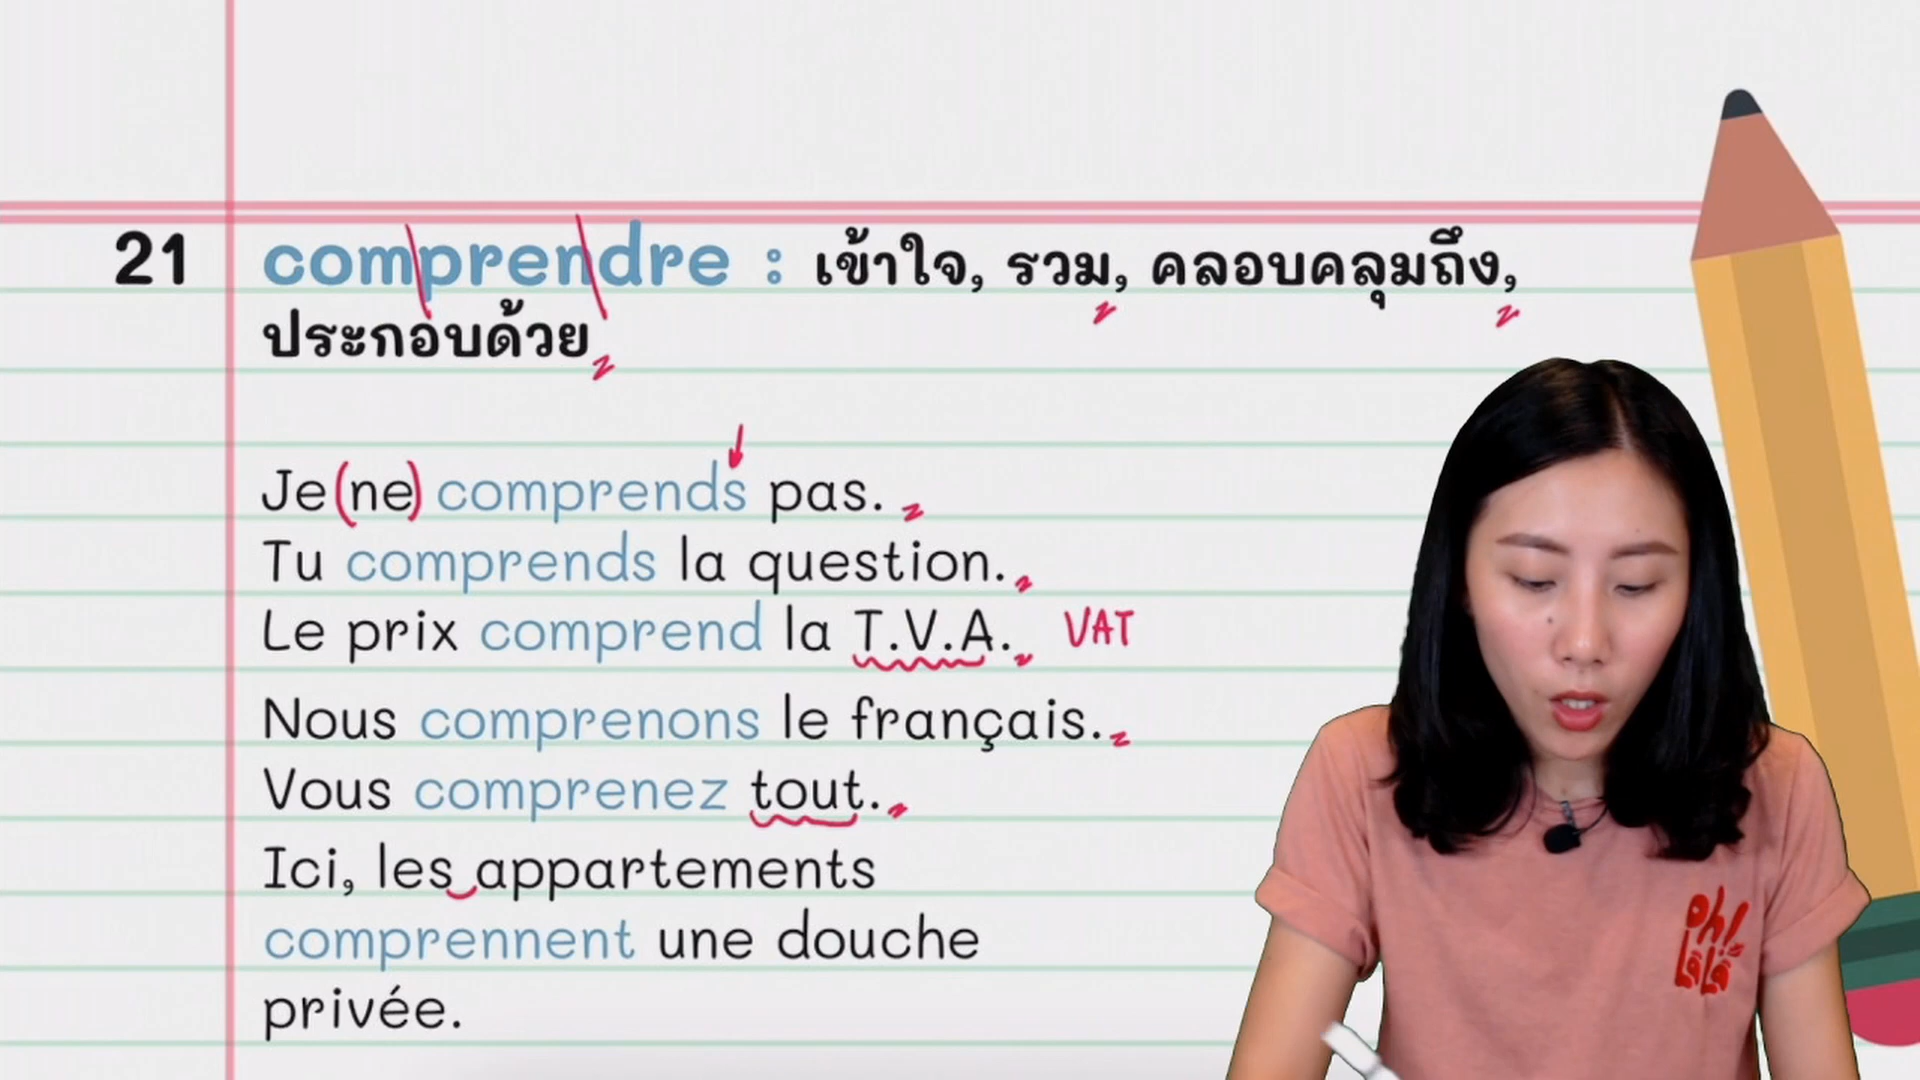 21 comprendre : เข้าใจ, รวม, คลอบคลุมถึง,
ประกอบด้วย
Je (ne) comprends pas.
Tu comprends la question.
Le prix comprend la T.V.A. VAT
Nous comprenons le français.
Vous comprenez tout.
Ici, les appartements
comprennent une douche
privée.
Oh!
LàLà